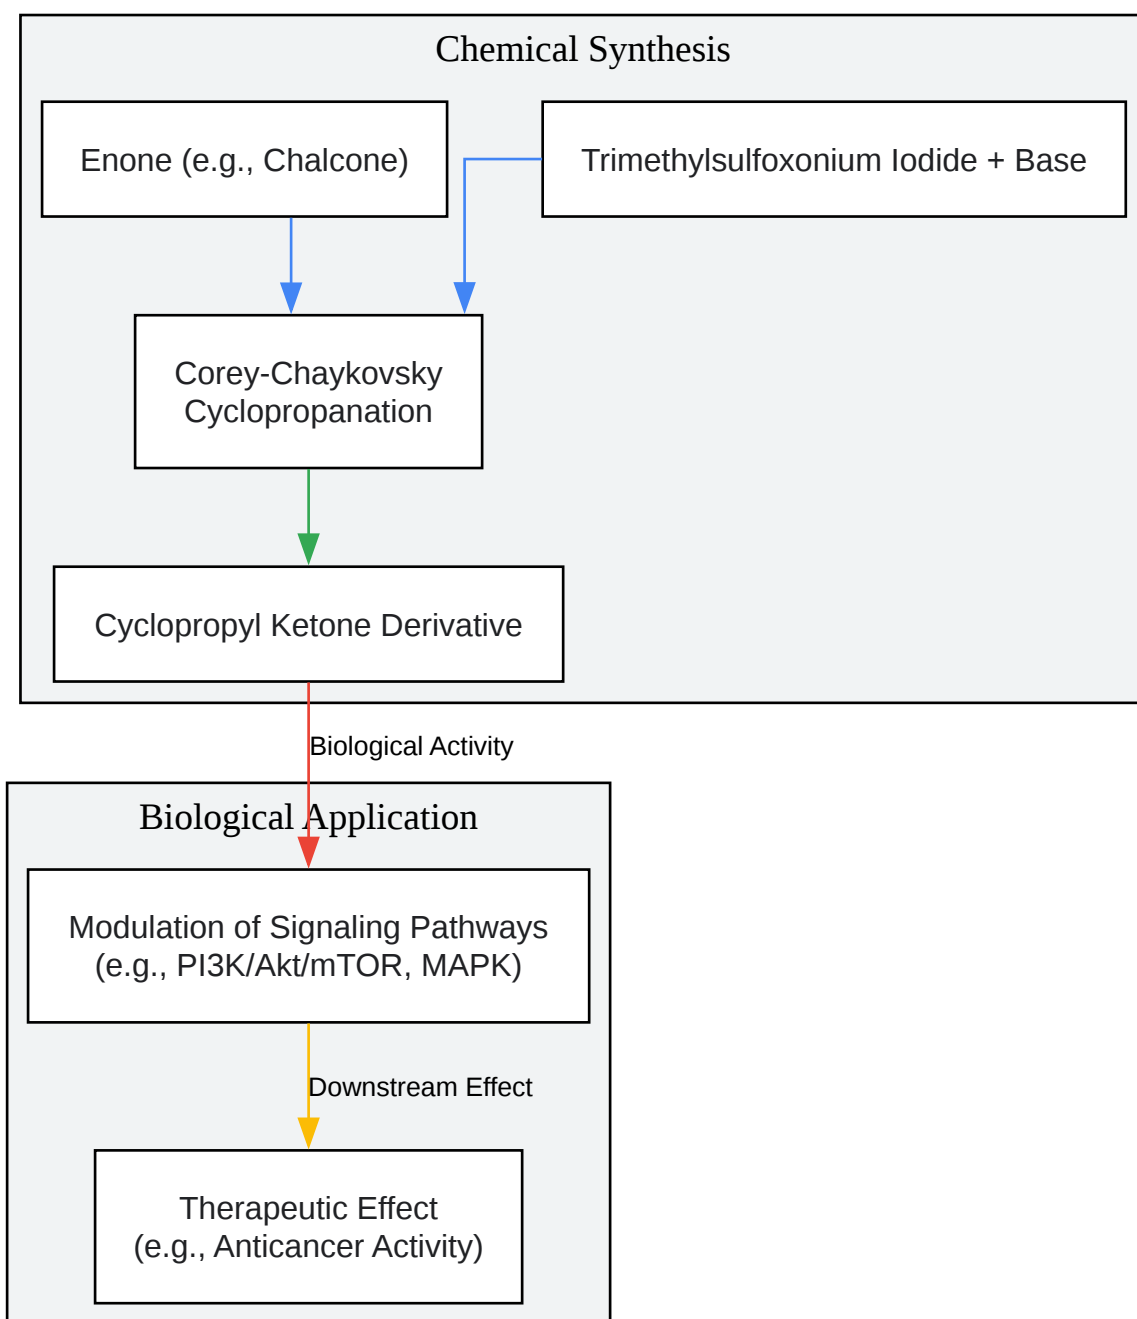 Chemical Synthesis
Enone (e.g., Chalcone)
Trimethylsulfoxonium Iodide + Base
Corey-Chaykovsky
Cyclopropanation
Cyclopropyl Ketone Derivative
Biological Activity
Biological Application
Modulation of Signaling Pathways
(e.g., PI3K/Akt/mTOR, MAPK)
Downstream Effect
Therapeutic Effect
(e.g., Anticancer Activity)